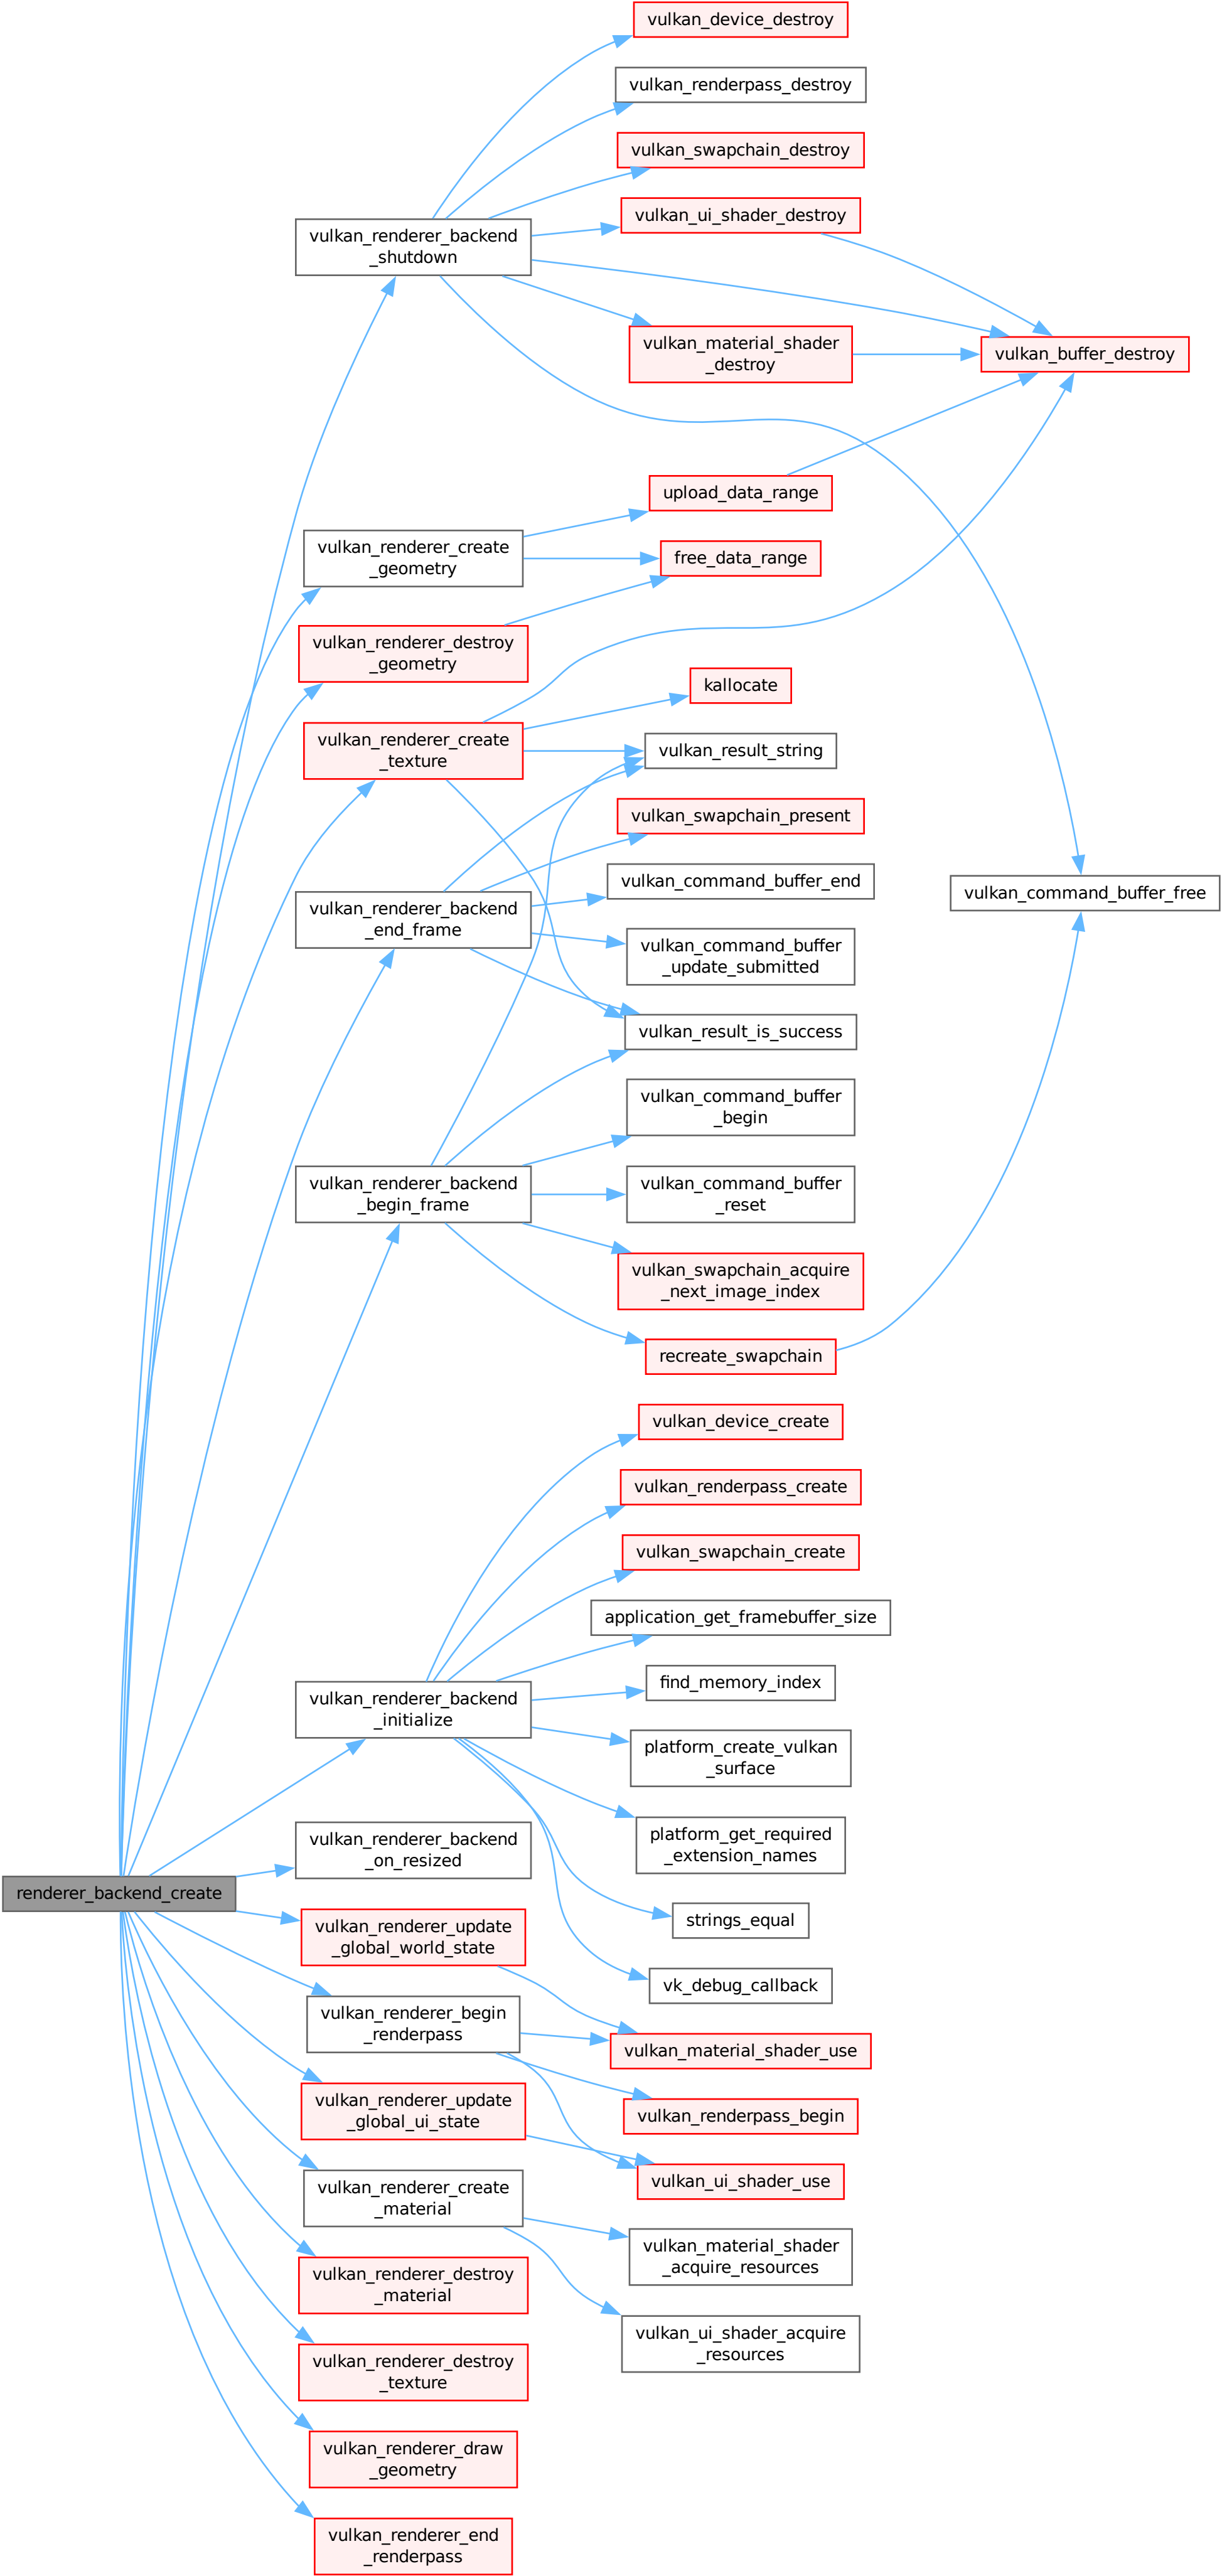 vulkan_device_destroy
vulkan_renderpass_destroy
vulkan_swapchain_destroy
vulkan_ui_shader_destroy
vulkan_renderer_backend
_shutdown
vulkan_material_shader
_destroy
vulkan_buffer_destroy
upload_data_range
vulkan_renderer_create
_geometry
free_data_range
vulkan_renderer_destroy
_geometry
kallocate
vulkan_renderer_create
_texture
vulkan_result_string
vulkan_swapchain_present
vulkan_command_buffer_end
vulkan_command_buffer_free
vulkan_renderer_backend
_end_frame
vulkan_command_buffer
_update_submitted
vulkan_result_is_success
vulkan_command_buffer
_begin
vulkan_renderer_backend
_begin_frame
vulkan_command_buffer
_reset
vulkan_swapchain_acquire
_next_image_index
recreate_swapchain
vulkan_device_create
vulkan_renderpass_create
vulkan_swapchain_create
application_get_framebuffer_size
find_memory_index
vulkan_renderer_backend
_initialize
platform_create_vulkan
_surface
platform_get_required
_extension_names
vulkan_renderer_backend
_on_resized
renderer_backend_create
strings_equal
vulkan_renderer_update
_global_world_state
vk_debug_callback
vulkan_renderer_begin
_renderpass
vulkan_material_shader_use
vulkan_renderpass_begin
vulkan_renderer_update
_global_ui_state
vulkan_ui_shader_use
vulkan_renderer_create
_material
vulkan_material_shader
_acquire_resources
vulkan_renderer_destroy
_material
vulkan_ui_shader_acquire
_resources
vulkan_renderer_destroy
_texture
vulkan_renderer_draw
_geometry
vulkan_renderer_end
_renderpass